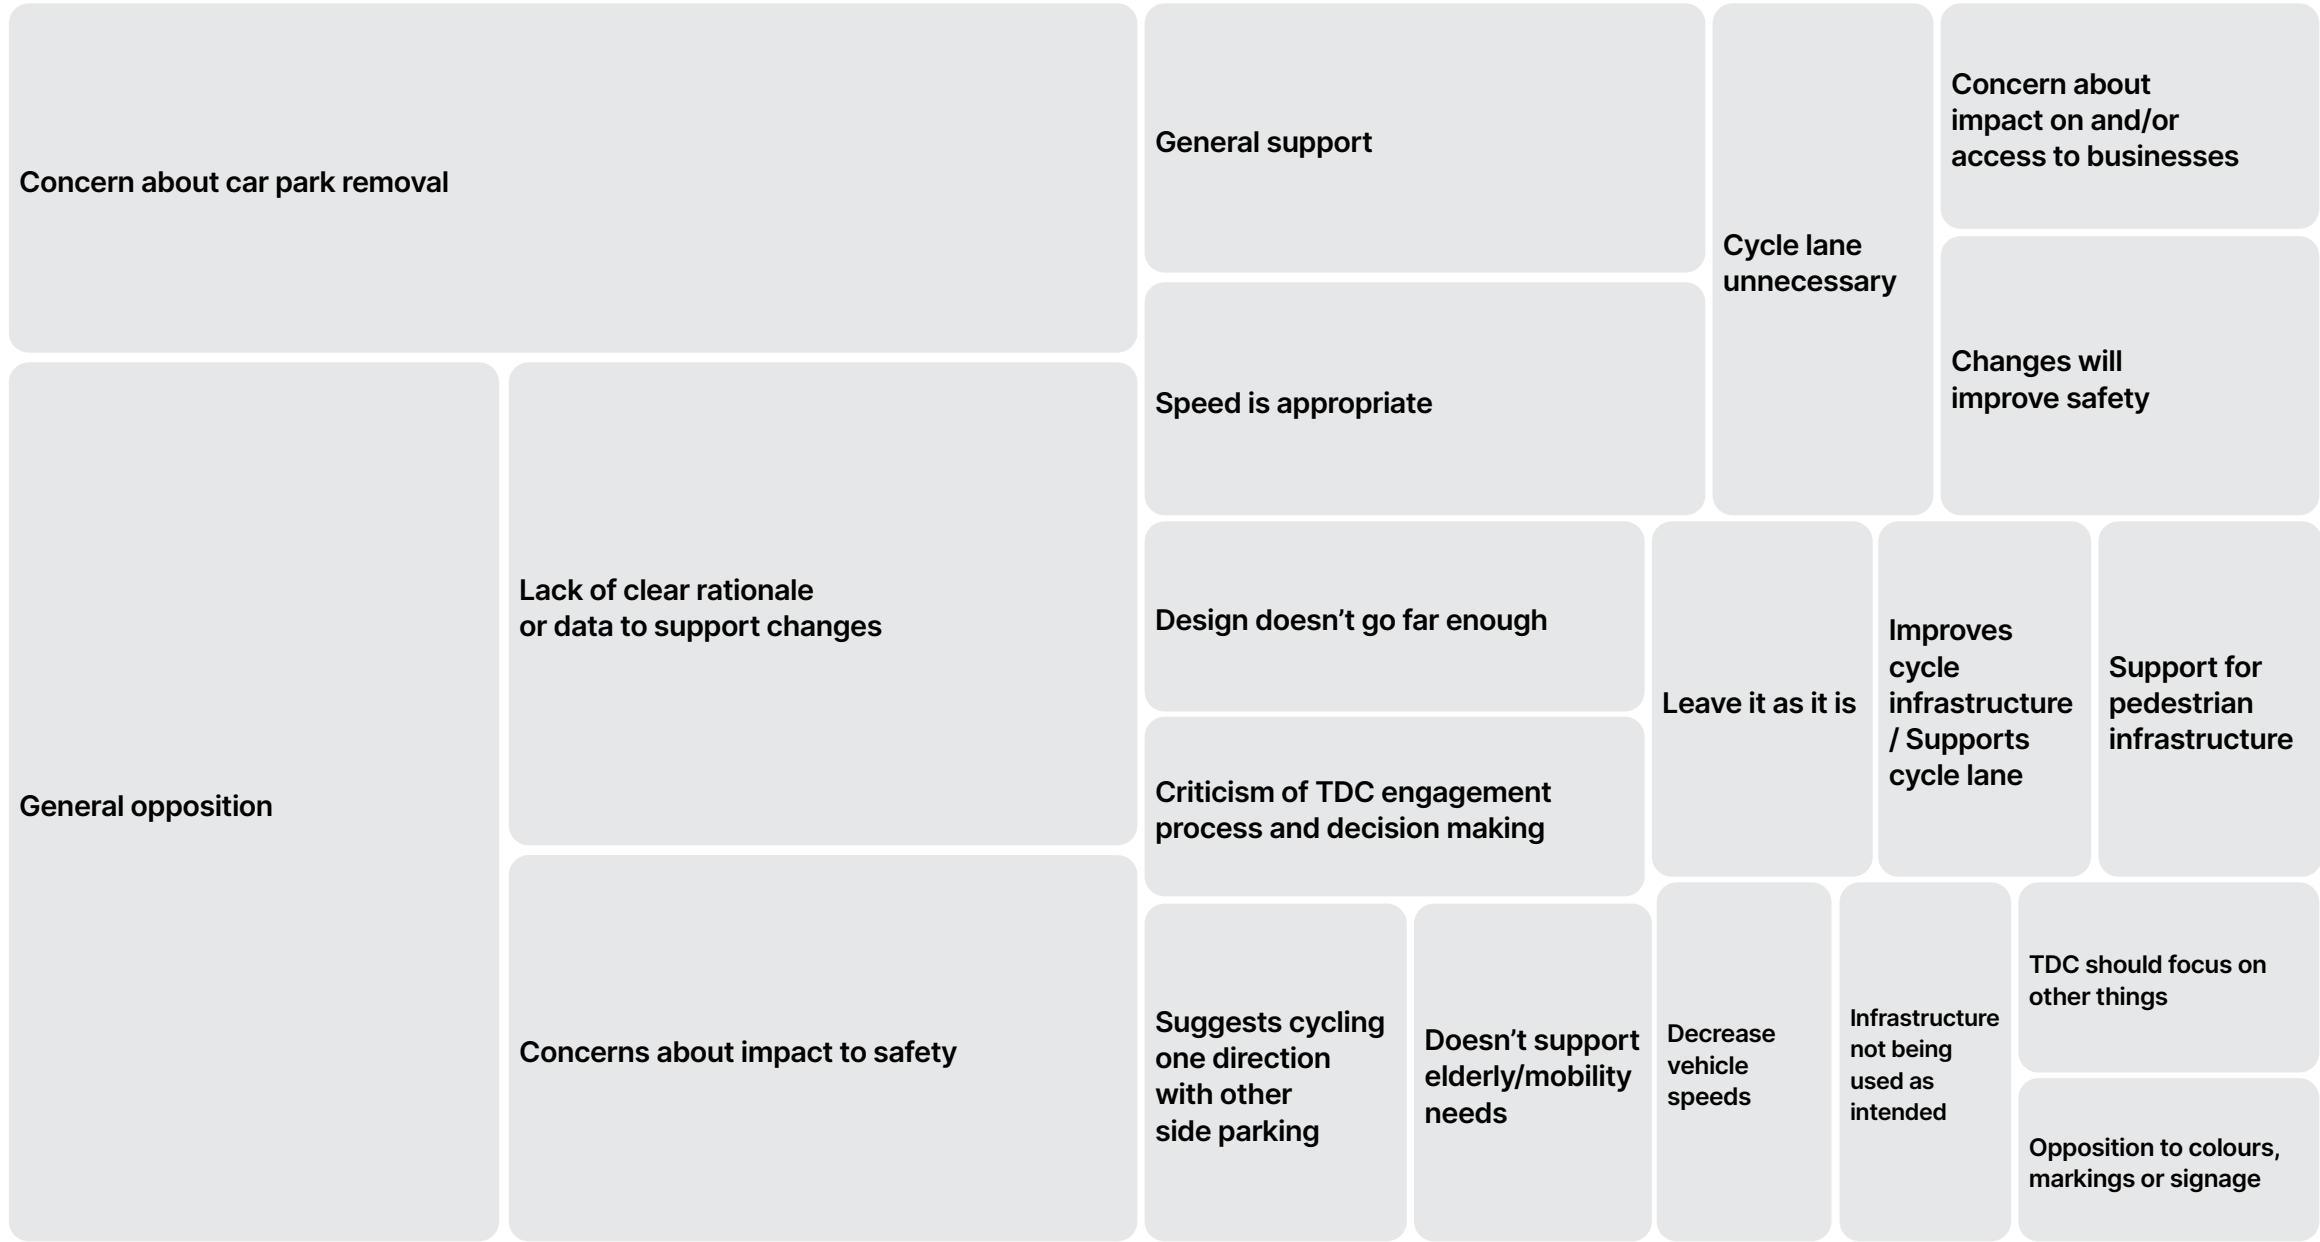 Concern about car park removal
General opposition
Lack of clear rationale
or data to support changes
Concerns about impact to safety
General support
Speed is appropriate
Cycle lane
unnecessary
Concern about
impact on and/or
access to businesses
Changes will
improve safety
Design doesn’t go far enough
Criticism of TDC engagement
process and decision making
Leave it as it is
Improves
cycle
infrastructure
/ Supports
cycle lane
Support for
pedestrian
infrastructure
Suggests cycling
one direction
with other
side parking
Doesn’t support
elderly/mobility
needs
Decrease
vehicle
speeds
Infrastructure
not being
used as
intended
TDC should focus on
other things
Opposition to colours,
markings or signage